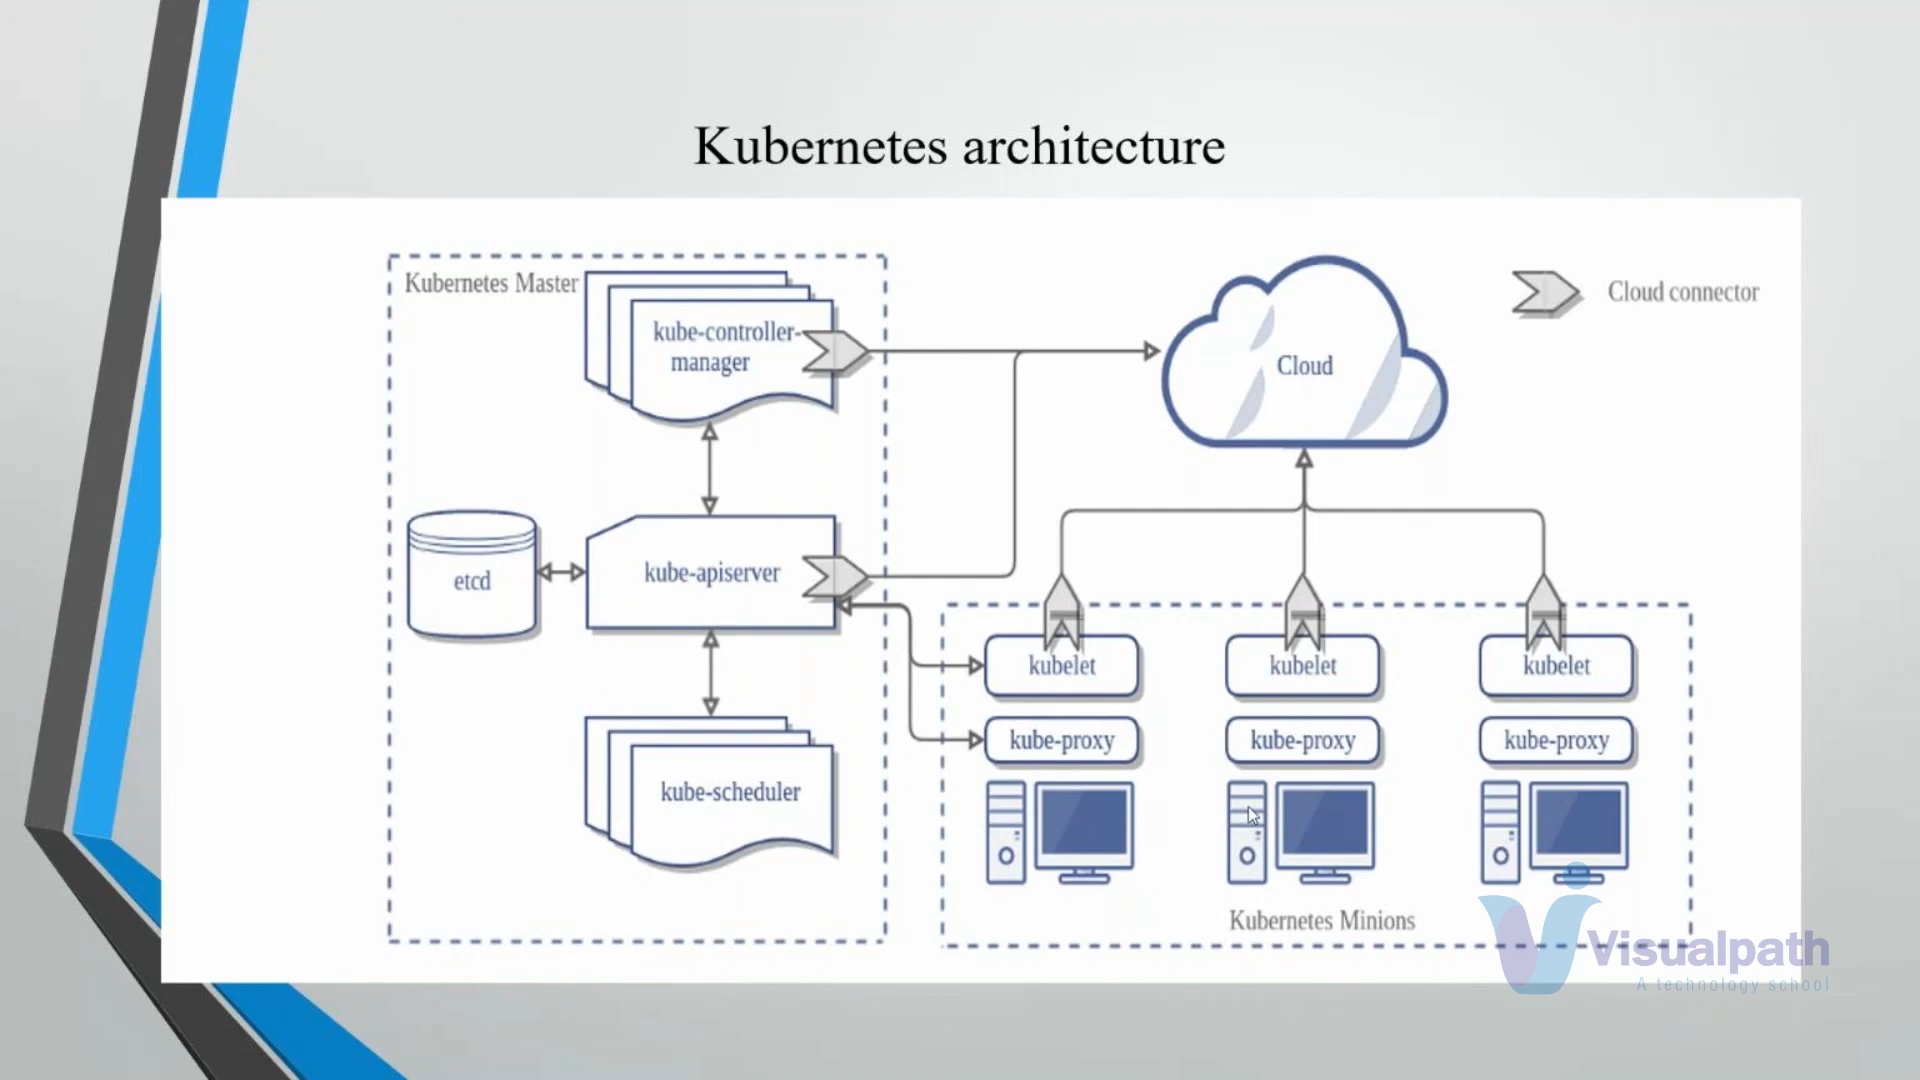 Kubernetes architecture
Kubernetes Master
kube-controller-
manager
Cloud
Cloud connector
etcd
kube-apiserver
kubelet
kubelet
kubelet
kube-proxy
kube-proxy
kube-proxy
kube-scheduler
Kubernetes Minions
Visualpath
A technology school